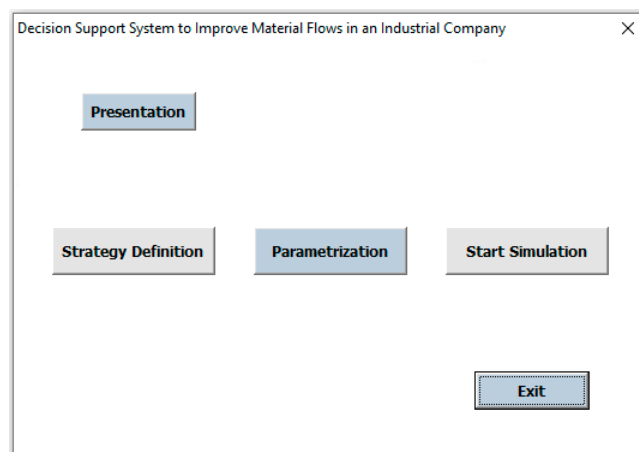 Decision Support System to Improve Material Flows in an Industrial Company
Presentation
Strategy Definition
Parametrization
Start Simulation
Exit